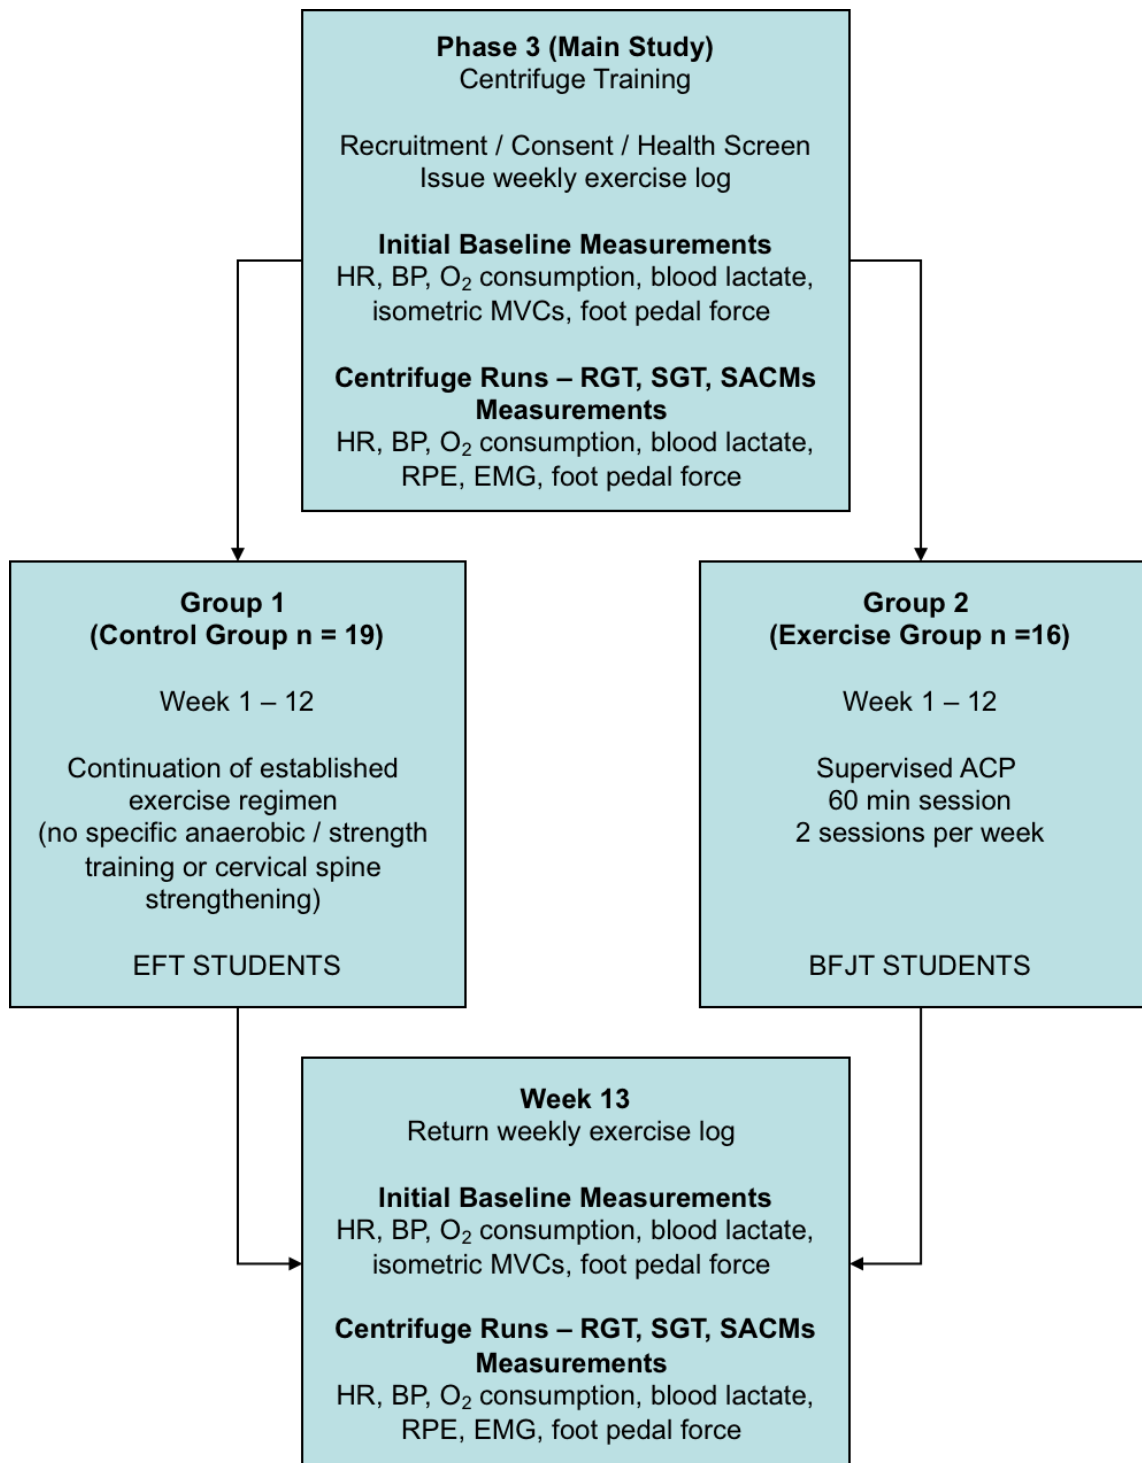 Phase 3 (Main Study)
Centrifuge Training
Recruitment / Consent / Health Screen
Issue weekly exercise log
Initial Baseline Measurements
HR, BP, O₂ consumption, blood lactate,
isometric MVCs, foot pedal force
Centrifuge Runs – RGT, SGT, SACMs
Measurements
HR, BP, O₂ consumption, blood lactate,
RPE, EMG, foot pedal force
Group 1
(Control Group n = 19)
Week 1 – 12
Continuation of established
exercise regimen
(no specific anaerobic / strength
training or cervical spine
strengthening)
EFT STUDENTS
Group 2
(Exercise Group n =16)
Week 1 – 12
Supervised ACP
60 min session
2 sessions per week
BFJT STUDENTS
Week 13
Return weekly exercise log
Initial Baseline Measurements
HR, BP, O₂ consumption, blood lactate,
isometric MVCs, foot pedal force
Centrifuge Runs – RGT, SGT, SACMs
Measurements
HR, BP, O₂ consumption, blood lactate,
RPE, EMG, foot pedal force